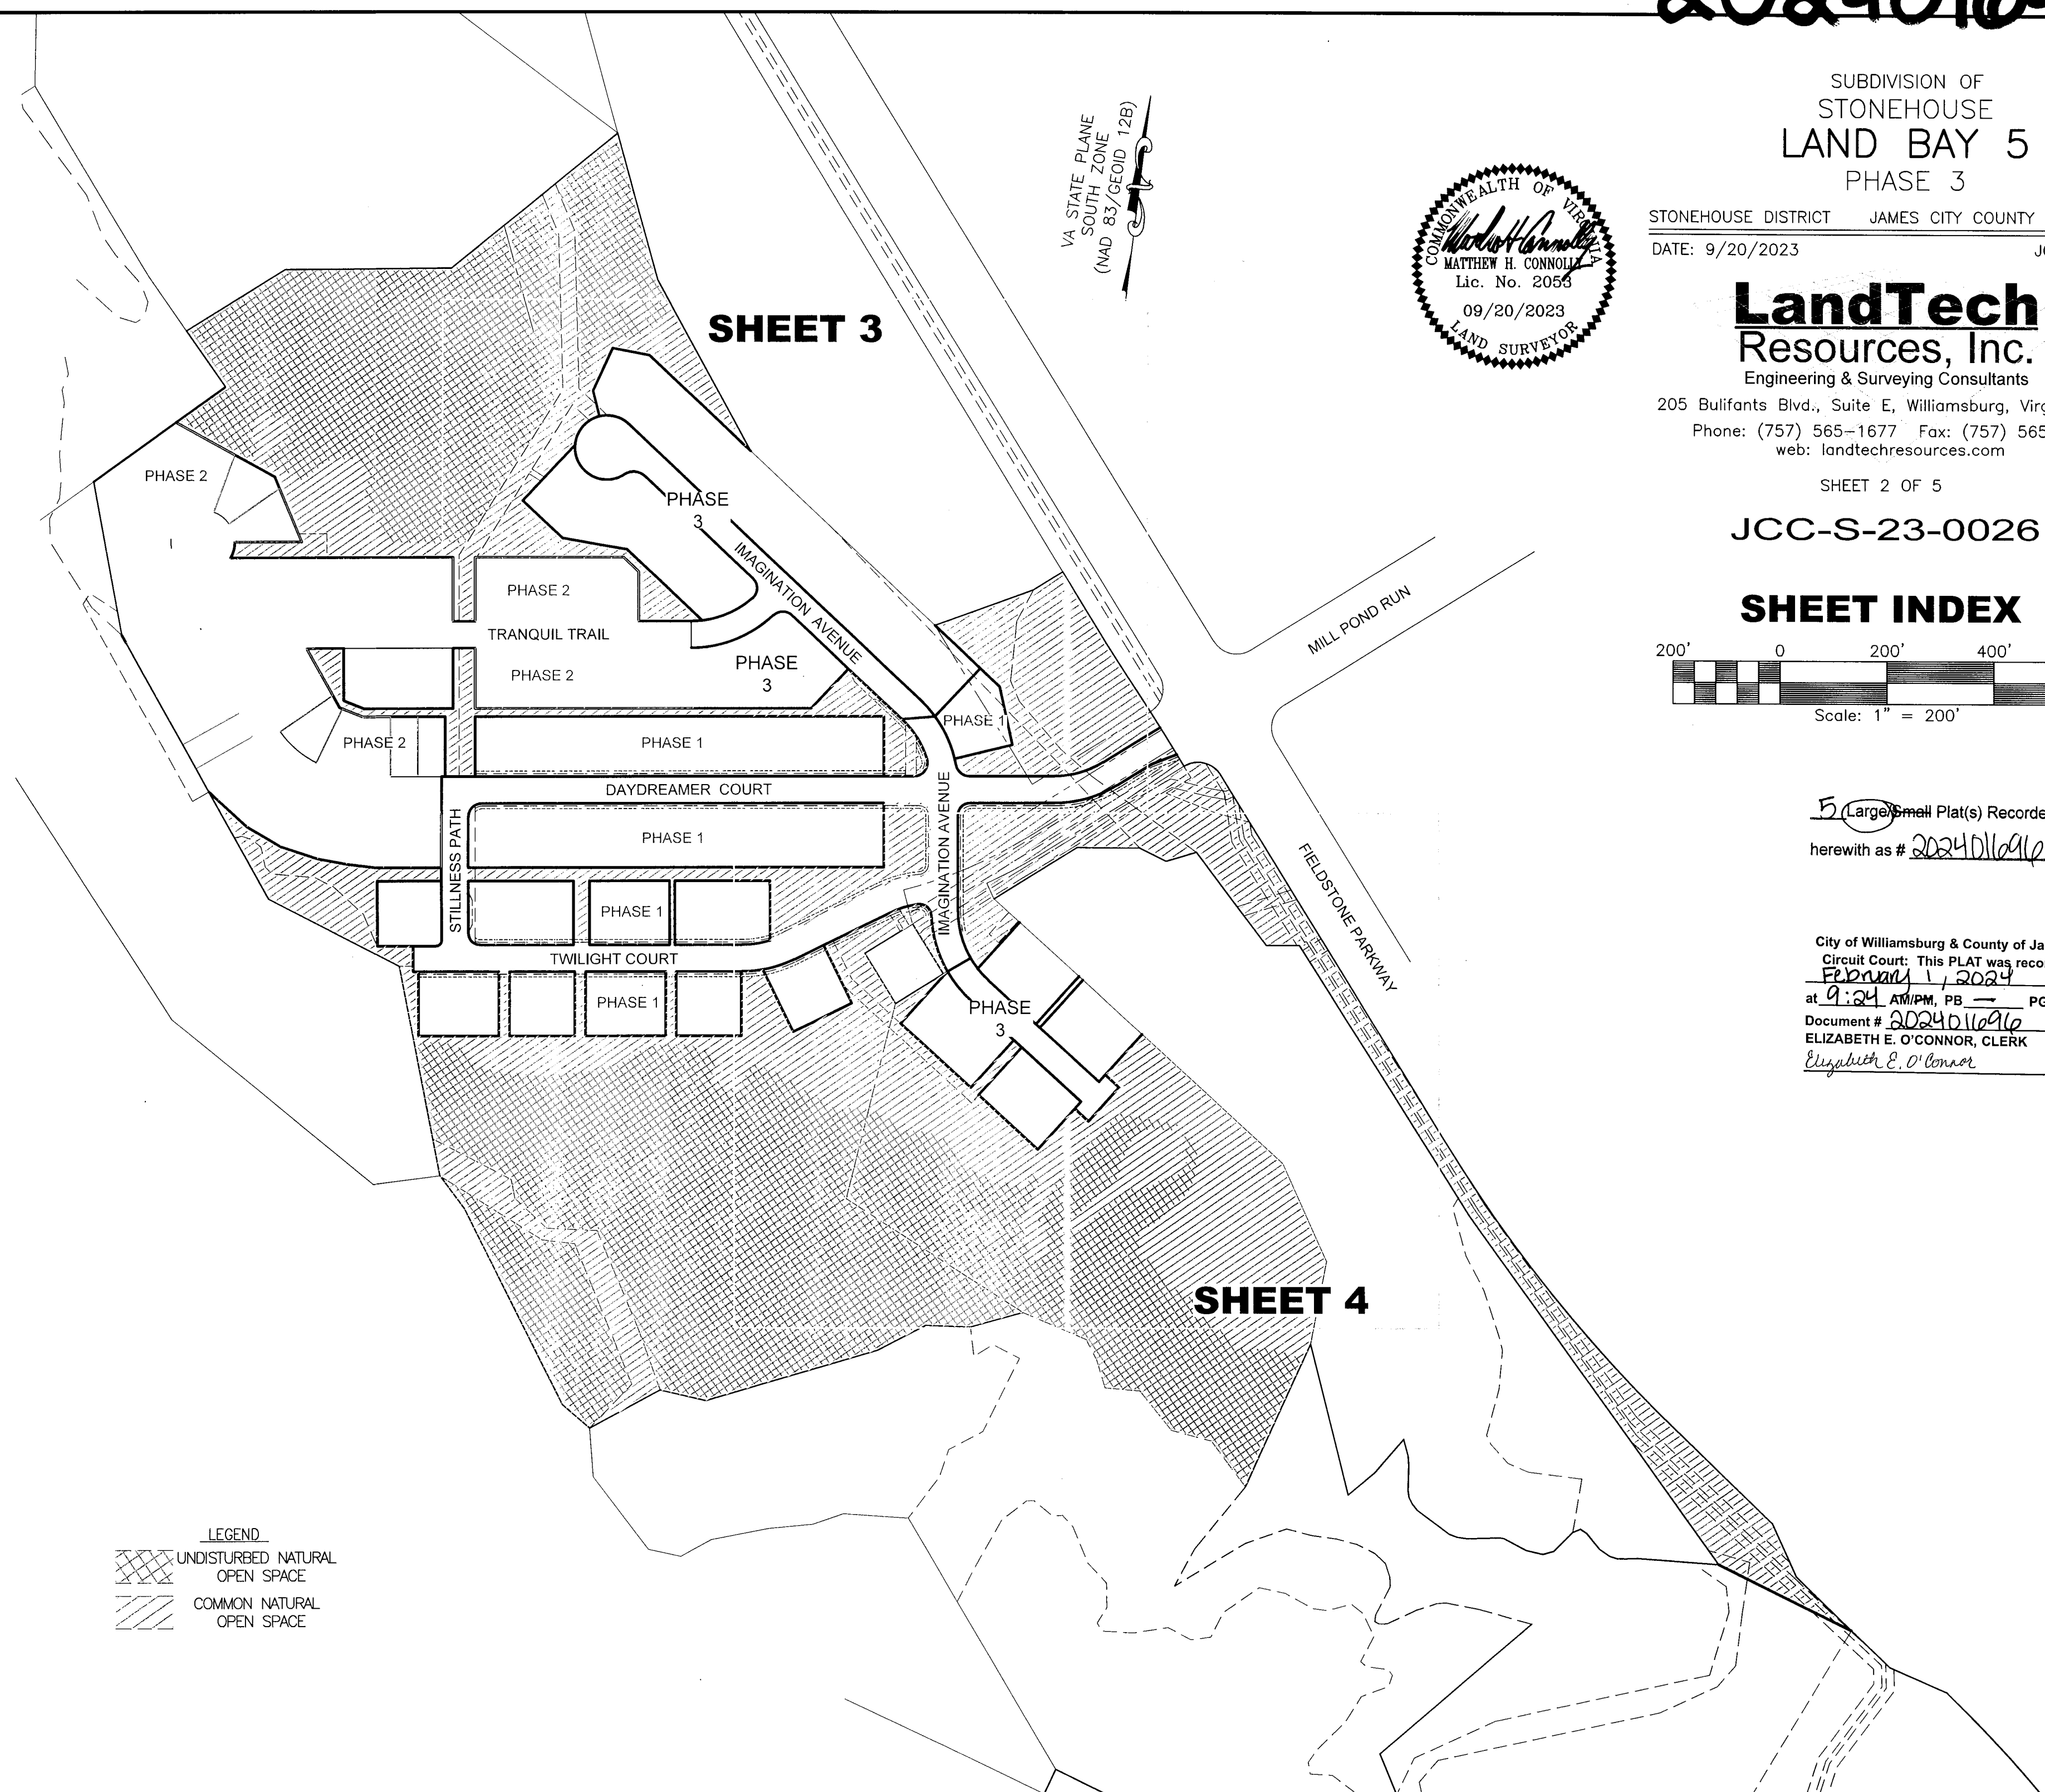 SUBDIVISION OF
STONEHOUSE
LAND BAY 5
PHASE 3
STONEHOUSE DISTRICT JAMES CITY COUNTY
DATE: 9/20/2023
LandTech
Resources, Inc.
Engineering & Surveying Consultants
205 Bulifants Blvd., Suite E, Williamsburg,
Phone: (757) 565-1677 Fax: (757) 565
web: landtechresources.com
SHEET 2 OF 5
JCC-S-23-0026
SHEET INDEX
200' 0 200' 400'
Scale: 1" = 200'
5 Large/Small Plat(s)
herewith as # 2024011696
City of Williamsburg & County of
Circuit Court: This PLAT was
February 1, 2024
at 9:24 AM/PM, PB — PG
Document # 2024011696
ELIZABETH E. O'CONNOR, CLERK
Elizabeth E. O'Connor
VA STATE PLANE
SOUTH ZONE
(NAD 83/GEOID 12B)
COMMONWEALTH OF VIRGINIA
MATTHEW H. CONNOLLY
Lic. No. 2053
09/20/2023
LAND SURVEYOR
SHEET 3
PHASE 2
PHASE
3
IMAGINATION AVENUE
PHASE 2
TRANQUIL TRAIL
PHASE 2
PHASE
3
MILL POND RUN
PHASE 1
PHASE 2
PHASE 1
DAYDREAMER COURT
PHASE 1
STILLNESS PATH
IMAGINATION AVENUE
FIELDSTONE PARKWAY
PHASE 1
TWILIGHT COURT
PHASE 1
PHASE
3
SHEET 4
LEGEND
UNDISTURBED NATURAL
OPEN SPACE
COMMON NATURAL
OPEN SPACE